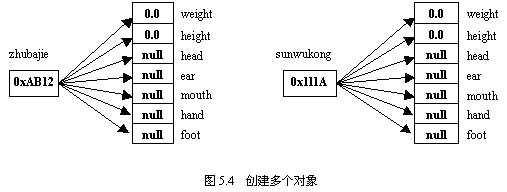 0.0 weight 0.0 weight
0.0 height 0.0 height
zhubajie null head sunwukong null head
0xAB12 null ear 0x111A null ear
null mouth null mouth
null hand null hand
null foot null foot
图 5.4 创建多个对象